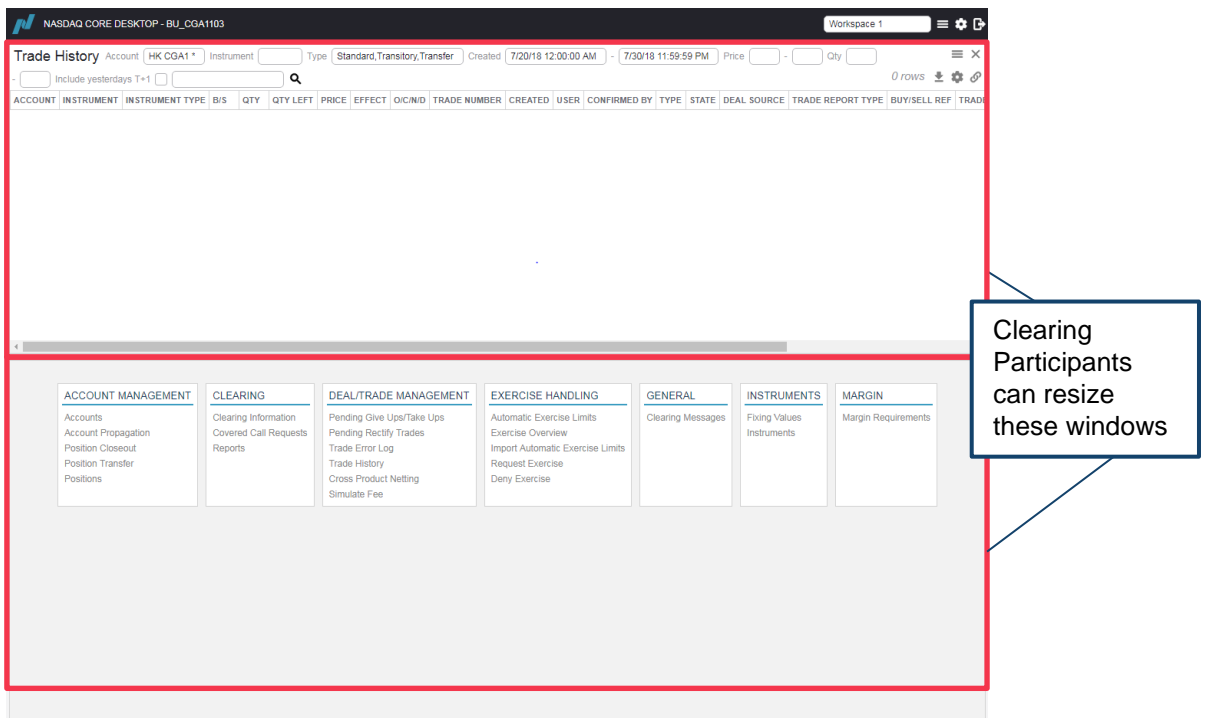 NASDAQ CORE DESKTOP - BU_CGA1103 Workspace 1
Trade History Account HK CGA1 * Instrument Type Standard,Transitory,Transfer Created 7/20/18 12:00:00 AM - 7/30/18 11:59:59 PM Price - Qty
- Include yesterdays T+1 0 rows
ACCOUNT INSTRUMENT INSTRUMENT TYPE B/S QTY QTY LEFT PRICE EFFECT O/C/N/D TRADE NUMBER CREATED USER CONFIRMED BY TYPE STATE DEAL SOURCE TRADE REPORT TYPE BUY/SELL REF TRADE
Clearing
Participants
can resize
these windows
ACCOUNT MANAGEMENT
Accounts
Account Propagation
Position Closeout
Position Transfer
Positions
CLEARING
Clearing Information
Covered Call Requests
Reports
DEAL/TRADE MANAGEMENT
Pending Give Ups/Take Ups
Pending Rectify Trades
Trade Error Log
Trade History
Cross Product Netting
Simulate Fee
EXERCISE HANDLING
Automatic Exercise Limits
Exercise Overview
Import Automatic Exercise Limits
Request Exercise
Deny Exercise
GENERAL
Clearing Messages
INSTRUMENTS
Fixing Values
Instruments
MARGIN
Margin Requirements